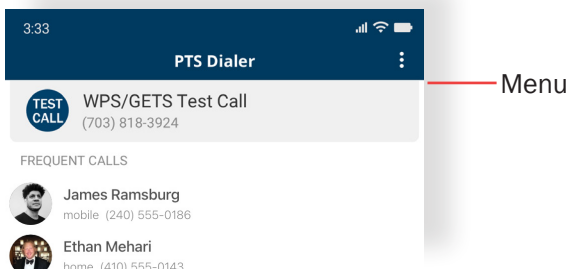 3:33
PTS Dialer
Menu
TEST
CALL
WPS/GETS Test Call
(703) 818-3924
FREQUENT CALLS
James Ramsburg
mobile (240) 555-0186
Ethan Mehari
home (410) 555-0143